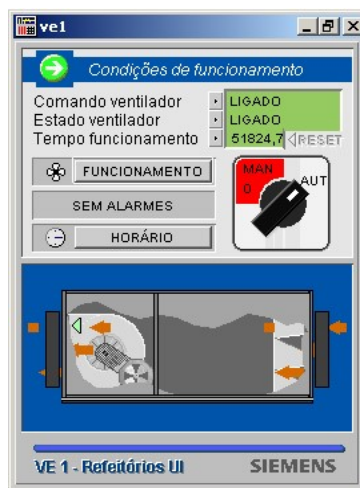 ve1
Condições de funcionamento
Comando ventilador LIGADO
Estado ventilador LIGADO
Tempo funcionamento 51824,7 RESET
FUNCIONAMENTO
MAN
0
AUT
SEM ALARMES
HORÁRIO
VE 1 - Refeitórios UI SIEMENS